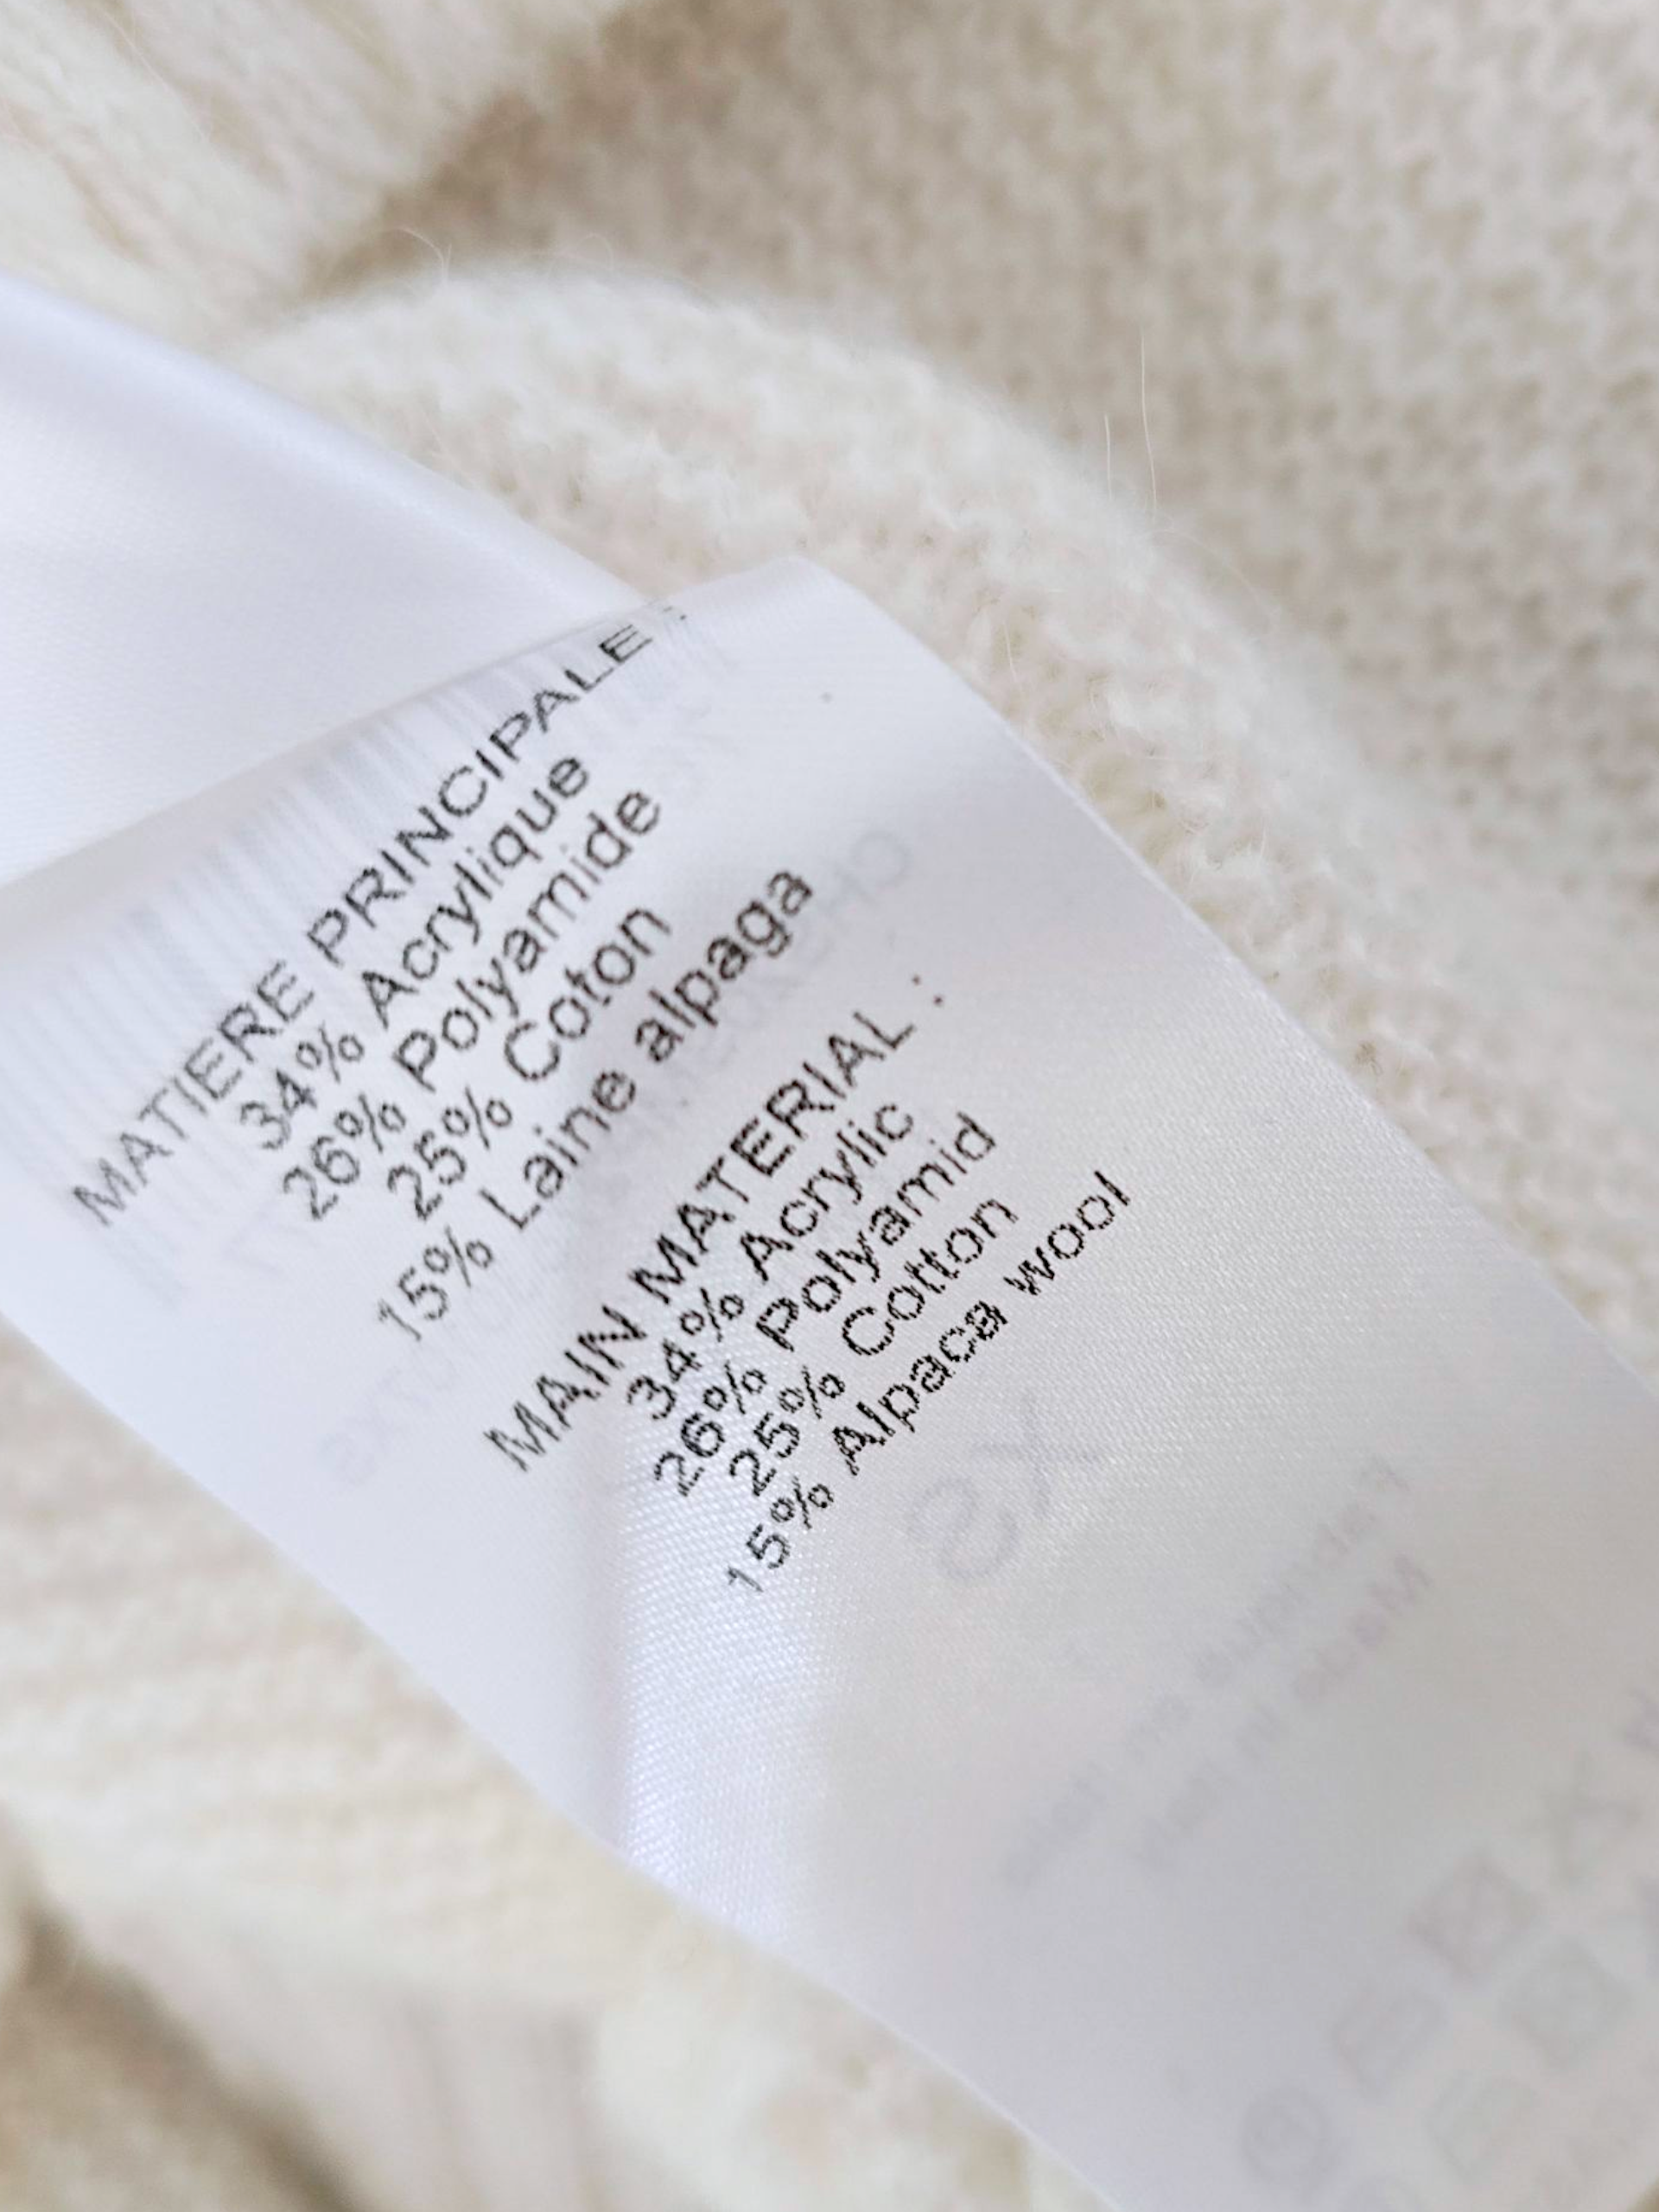 MATIERE PRINCIPALE :
34% Acrylique
26% Polyamide
25% Coton
15% Laine alpaga
MAIN MATERIAL :
34% Acrylic
26% Polyamid
25% Cotton
15% Alpaca wool